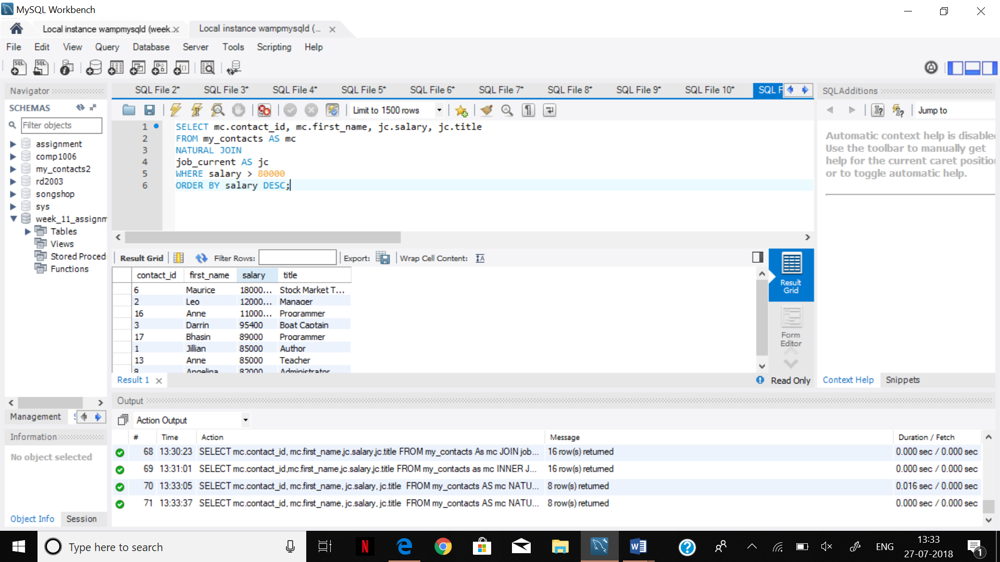 MySQL Workbench
Local instance wampmysqld (week.
Local instance wampmysqld (...
File Edit View Query Database Server Tools Scripting Help
Navigator
SQL File 2* SQL File 3* SQL File 4* SQL File 5* SQL File 6* SQL File 7* SQL File 8* SQL File 9* SQL File 10* SQL F
SQLAdditions
SCHEMAS
Filter objects
Limit to 1500 rows
Jump to
assignment
comp1006
my_contacts2
rd2003
songshop
sys
week_11_assignm
Tables
Views
Stored Proced
Functions
1 SELECT mc.contact_id, mc.first_name, jc.salary, jc.title
2 FROM my_contacts AS mc
3 NATURAL JOIN
4 job_current AS jc
5 WHERE salary > 80000
6 ORDER BY salary DESC;
Automatic context help is disable
Use the toolbar to manually get
help for the current caret positio
or to toggle automatic help.
Result Grid Filter Rows: Export: Wrap Cell Content:
contact_id first_name salary title
6 Maurice 18000... Stock Market T...
2 Leo 12000... Manager
16 Anne 11000... Programmer
3 Darrin 95400 Boat Captain
17 Bhasin 89000 Programmer
1 Jillian 85000 Author
13 Anne 85000 Teacher
8 Angelina 82000 Administrator
Result
Grid
Form
Editor
Result 1
Read Only
Context Help Snippets
Management
Information
No object selected
Object Info Session
Output
Action Output
# Time Action Message Duration / Fetch
68 13:30:23 SELECT mc.contact_id, mc.first_name,jc.salary,jc.title FROM my_contacts As mc JOIN job... 16 row(s) returned 0.000 sec / 0.000 sec
69 13:31:01 SELECT mc.contact_id,mc.first_name,jc.salary,jc.title FROM my_contacts as mc INNER J... 16 row(s) returned 0.000 sec / 0.000 sec
70 13:33:05 SELECT mc.contact_id, mc.first_name, jc.salary, jc.title FROM my_contacts AS mc NATU... 8 row(s) returned 0.016 sec / 0.000 sec
71 13:33:37 SELECT mc.contact_id, mc.first_name, jc.salary, jc.title FROM my_contacts AS mc NATU... 8 row(s) returned 0.000 sec / 0.000 sec
Type here to search
ENG
13:33
27-07-2018
1